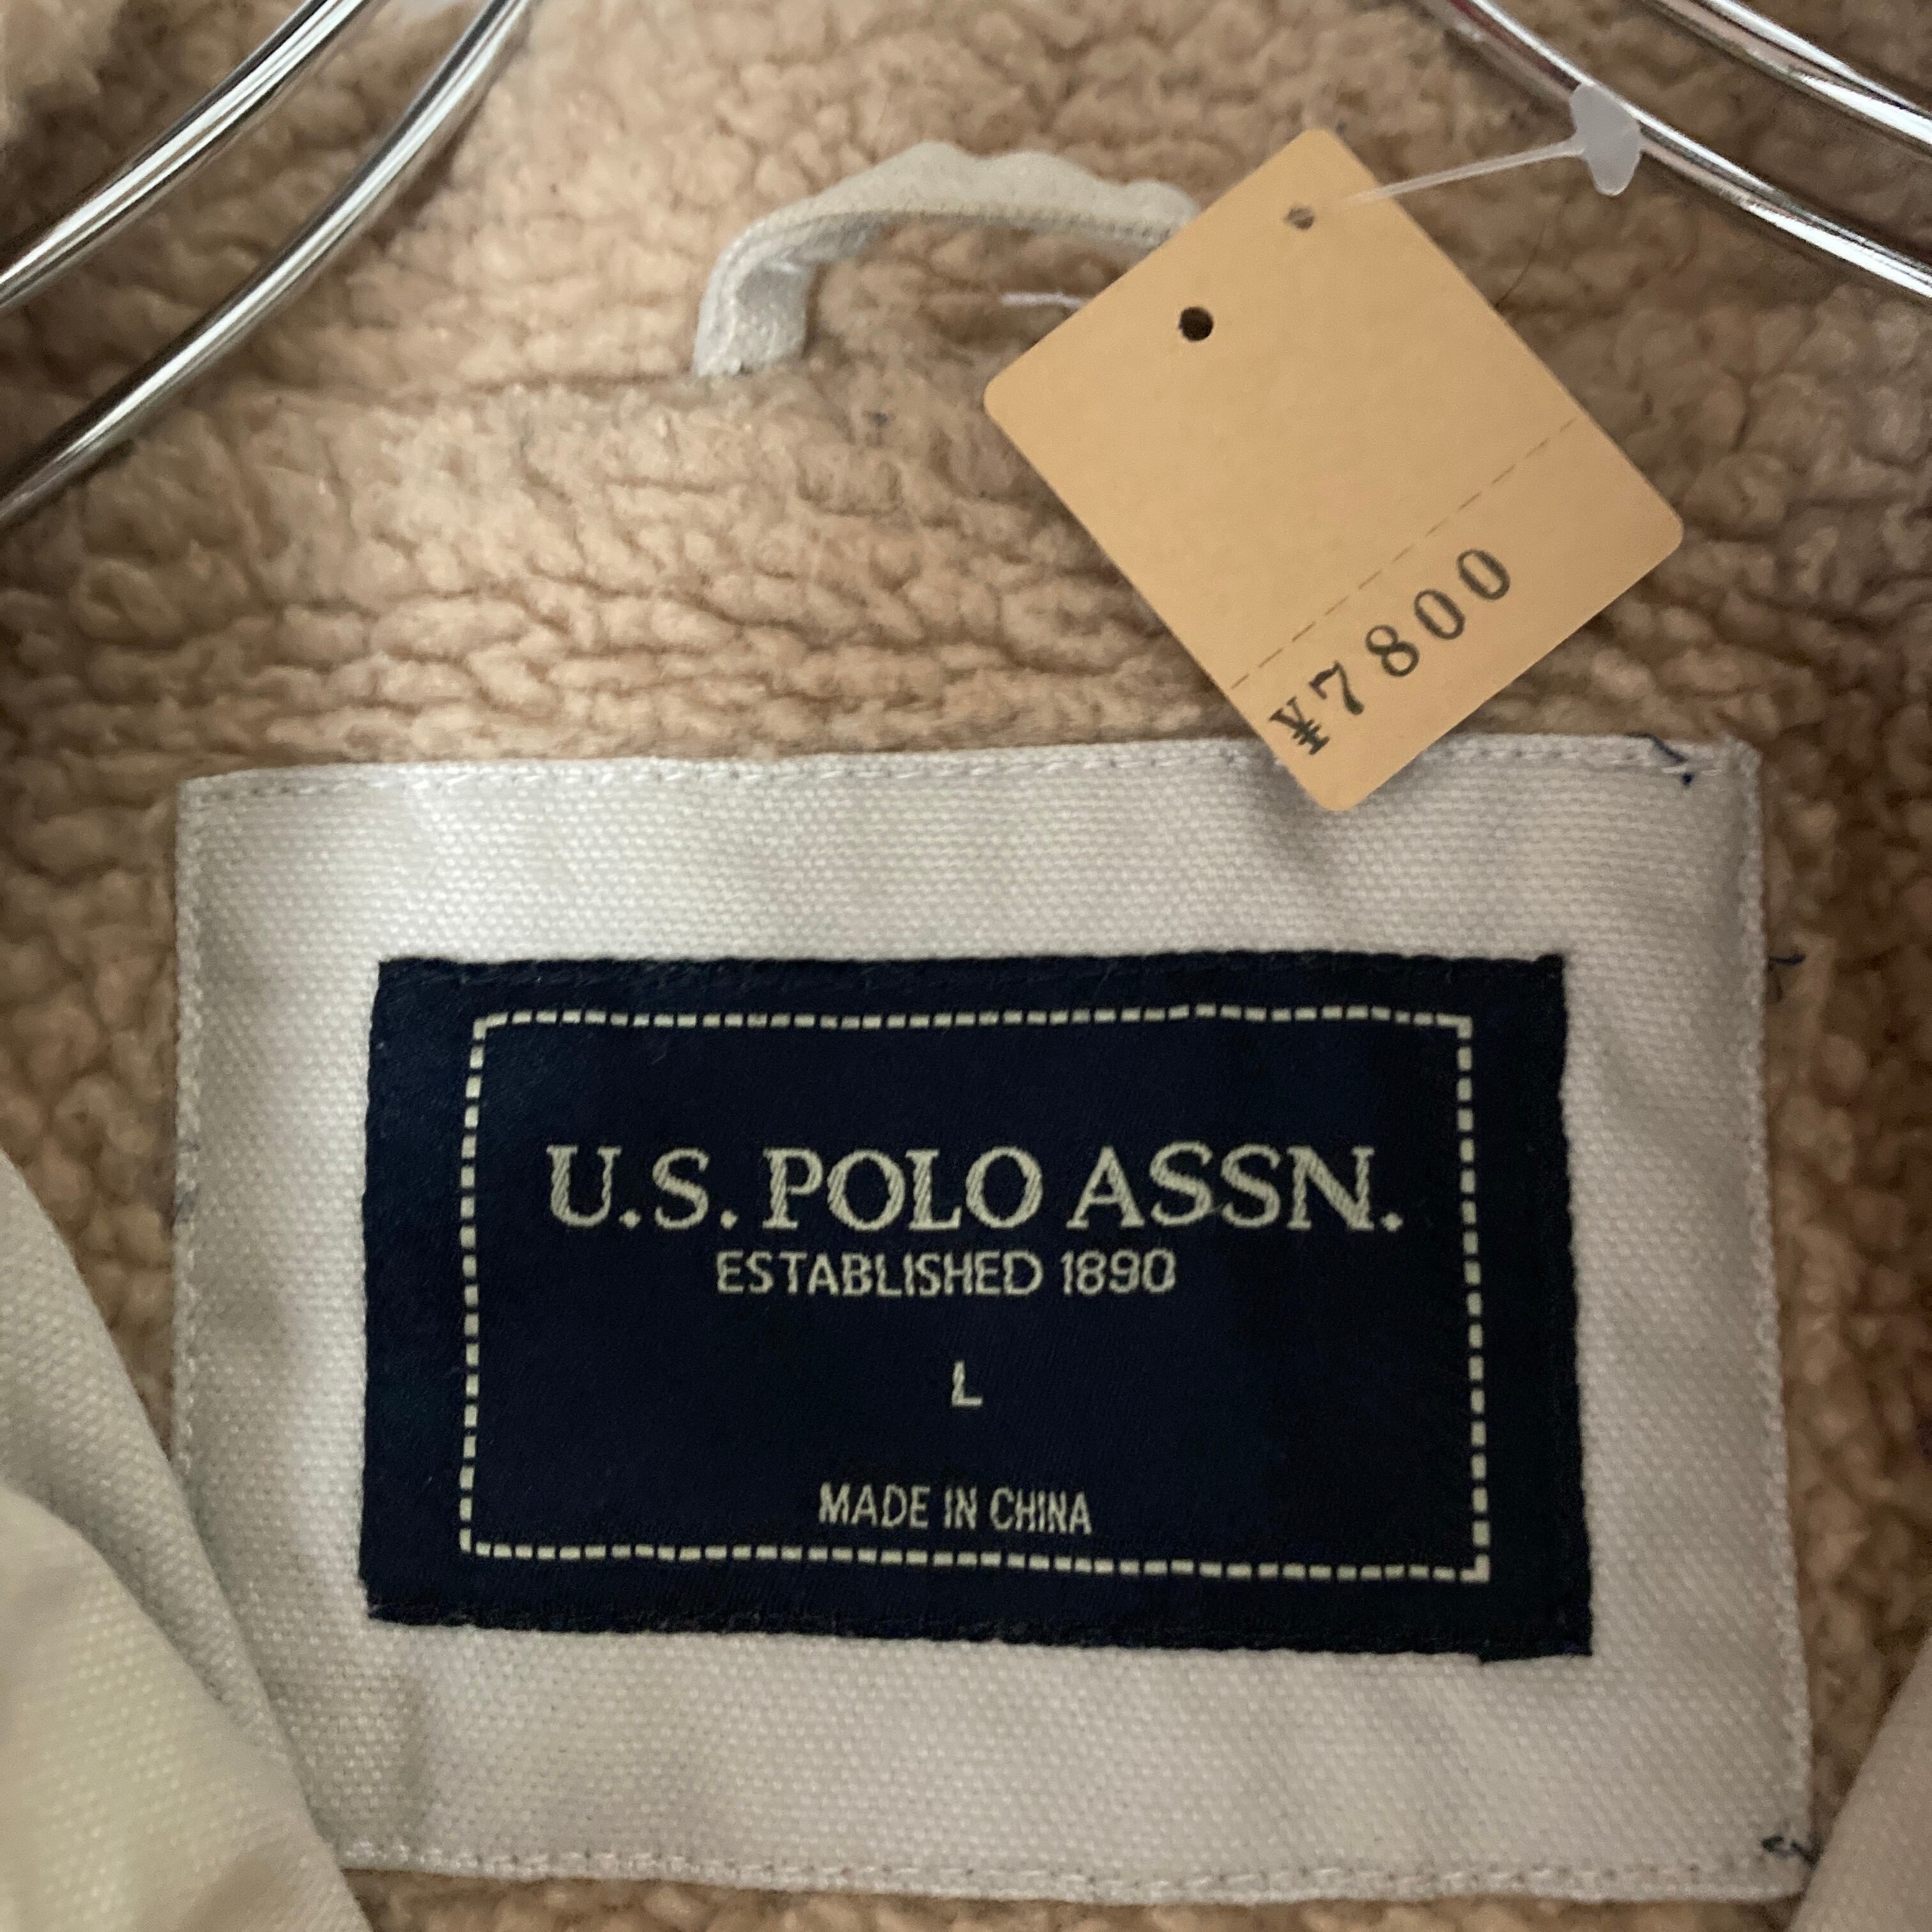 ¥7800
U.S. POLO ASSN.
ESTABLISHED 1890
L
MADE IN CHINA